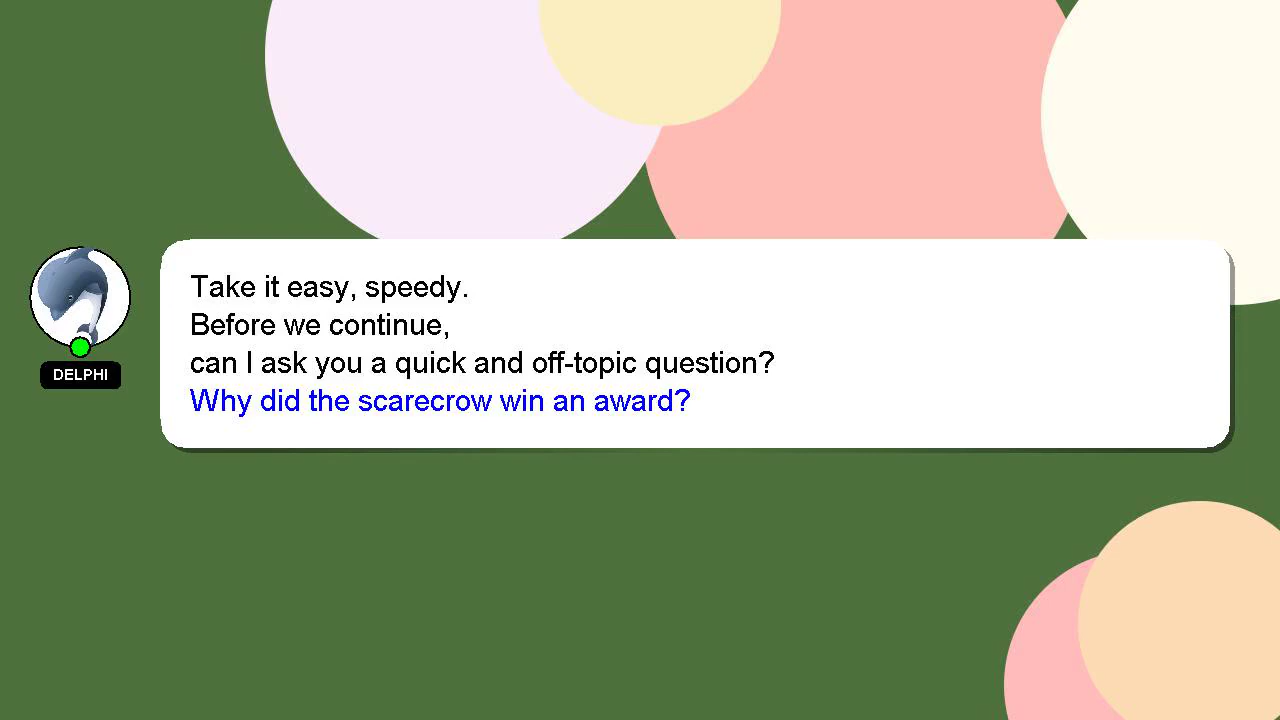 Take it easy, speedy.
Before we continue,
can I ask you a quick and off-topic question?
Why did the scarecrow win an award?
DELPHI